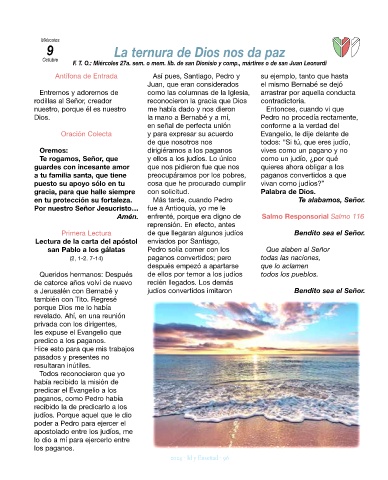 Miércoles
9
Octubre
La ternura de Dios nos da paz
F. T. O.: Miércoles 27a. sem. o mem. lib. de san Dionisio y comp., mártires o de san Juan Leonardi
Antífona de Entrada
Entremos y adoremos de
rodillas al Señor, creador
nuestro, porque él es nuestro
Dios.
Oración Colecta
Oremos:
Te rogamos, Señor, que
guardes con incesante amor
a tu familia santa, que tiene
puesto su apoyo sólo en tu
gracia, para que halle siempre
en tu protección su fortaleza.
Por nuestro Señor Jesucristo…
Amén.
Primera Lectura
Lectura de la carta del apóstol
san Pablo a los gálatas
(2, 1-2. 7-14)
Queridos hermanos: Después
de catorce años volví de nuevo
a Jerusalén con Bernabé y
también con Tito. Regresé
porque Dios me lo había
revelado. Ahí, en una reunión
privada con los dirigentes,
les expuse el Evangelio que
predico a los paganos.
Hice esto para que mis trabajos
pasados y presentes no
resultaran inútiles.
Todos reconocieron que yo
había recibido la misión de
predicar el Evangelio a los
paganos, como Pedro había
recibido la de predicarlo a los
judíos. Porque aquel que le dio
poder a Pedro para ejercer el
apostolado entre los judíos, me
lo dio a mí para ejercerlo entre
los paganos.
Así pues, Santiago, Pedro y
Juan, que eran considerados
como las columnas de la Iglesia,
reconocieron la gracia que Dios
me había dado y nos dieron
la mano a Bernabé y a mí,
en señal de perfecta unión
y para expresar su acuerdo
de que nosotros nos
dirigiéramos a los paganos
y ellos a los judíos. Lo único
que nos pidieron fue que nos
preocupáramos por los pobres,
cosa que he procurado cumplir
con solicitud.
Más tarde, cuando Pedro
fue a Antioquía, yo me le
enfrenté, porque era digno de
reprensión. En efecto, antes
de que llegaran algunos judíos
enviados por Santiago,
Pedro solía comer con los
paganos convertidos; pero
después empezó a apartarse
de ellos por temor a los judíos
recién llegados. Los demás
judíos convertidos imitaron
su ejemplo, tanto que hasta
el mismo Bernabé se dejó
arrastrar por aquella conducta
contradictoria.
Entonces, cuando vi que
Pedro no procedía rectamente,
conforme a la verdad del
Evangelio, le dije delante de
todos: “Si tú, que eres judío,
vives como un pagano y no
como un judío, ¿por qué
quieres ahora obligar a los
paganos convertidos a que
vivan como judíos?”
Palabra de Dios.
Te alabamos, Señor.
Salmo Responsorial Salmo 116
Bendito sea el Señor.
Que alaben al Señor
todas las naciones,
que lo aclamen
todos los pueblos.
Bendito sea el Señor.